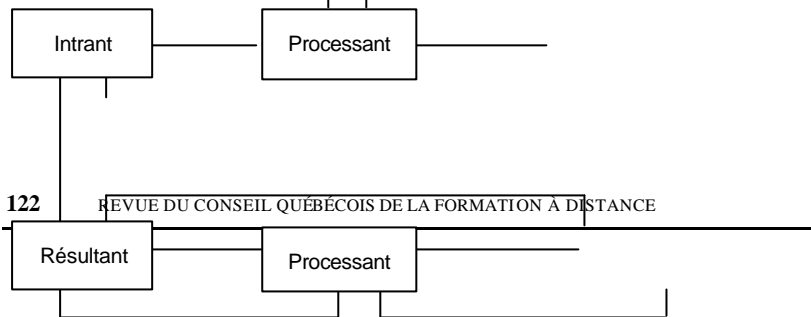 Intrant Processant
122 REVUE DU CONSEIL QUÉBÉCOIS DE LA FORMATION À DISTANCE
Résultant Processant